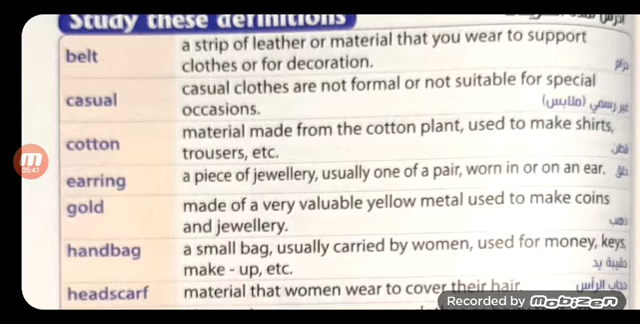 Study these definitions
belt
a strip of leather or material that you wear to support
clothes or for decoration.
حزام
casual
casual clothes are not formal or not suitable for special
occasions.
غير رسمي (ملابس)
cotton
material made from the cotton plant, used to make shirts,
trousers, etc.
قطن
earring
a piece of jewellery, usually one of a pair, worn in or on an ear.
حلق
gold
made of a very valuable yellow metal used to make coins
and jewellery.
ذهب
handbag
a small bag, usually carried by women, used for money, keys,
make - up, etc.
حقيبة يد
headscarf
material that women wear to cover their hair.
حجاب الرأس
05:41
Recorded by Mobizen